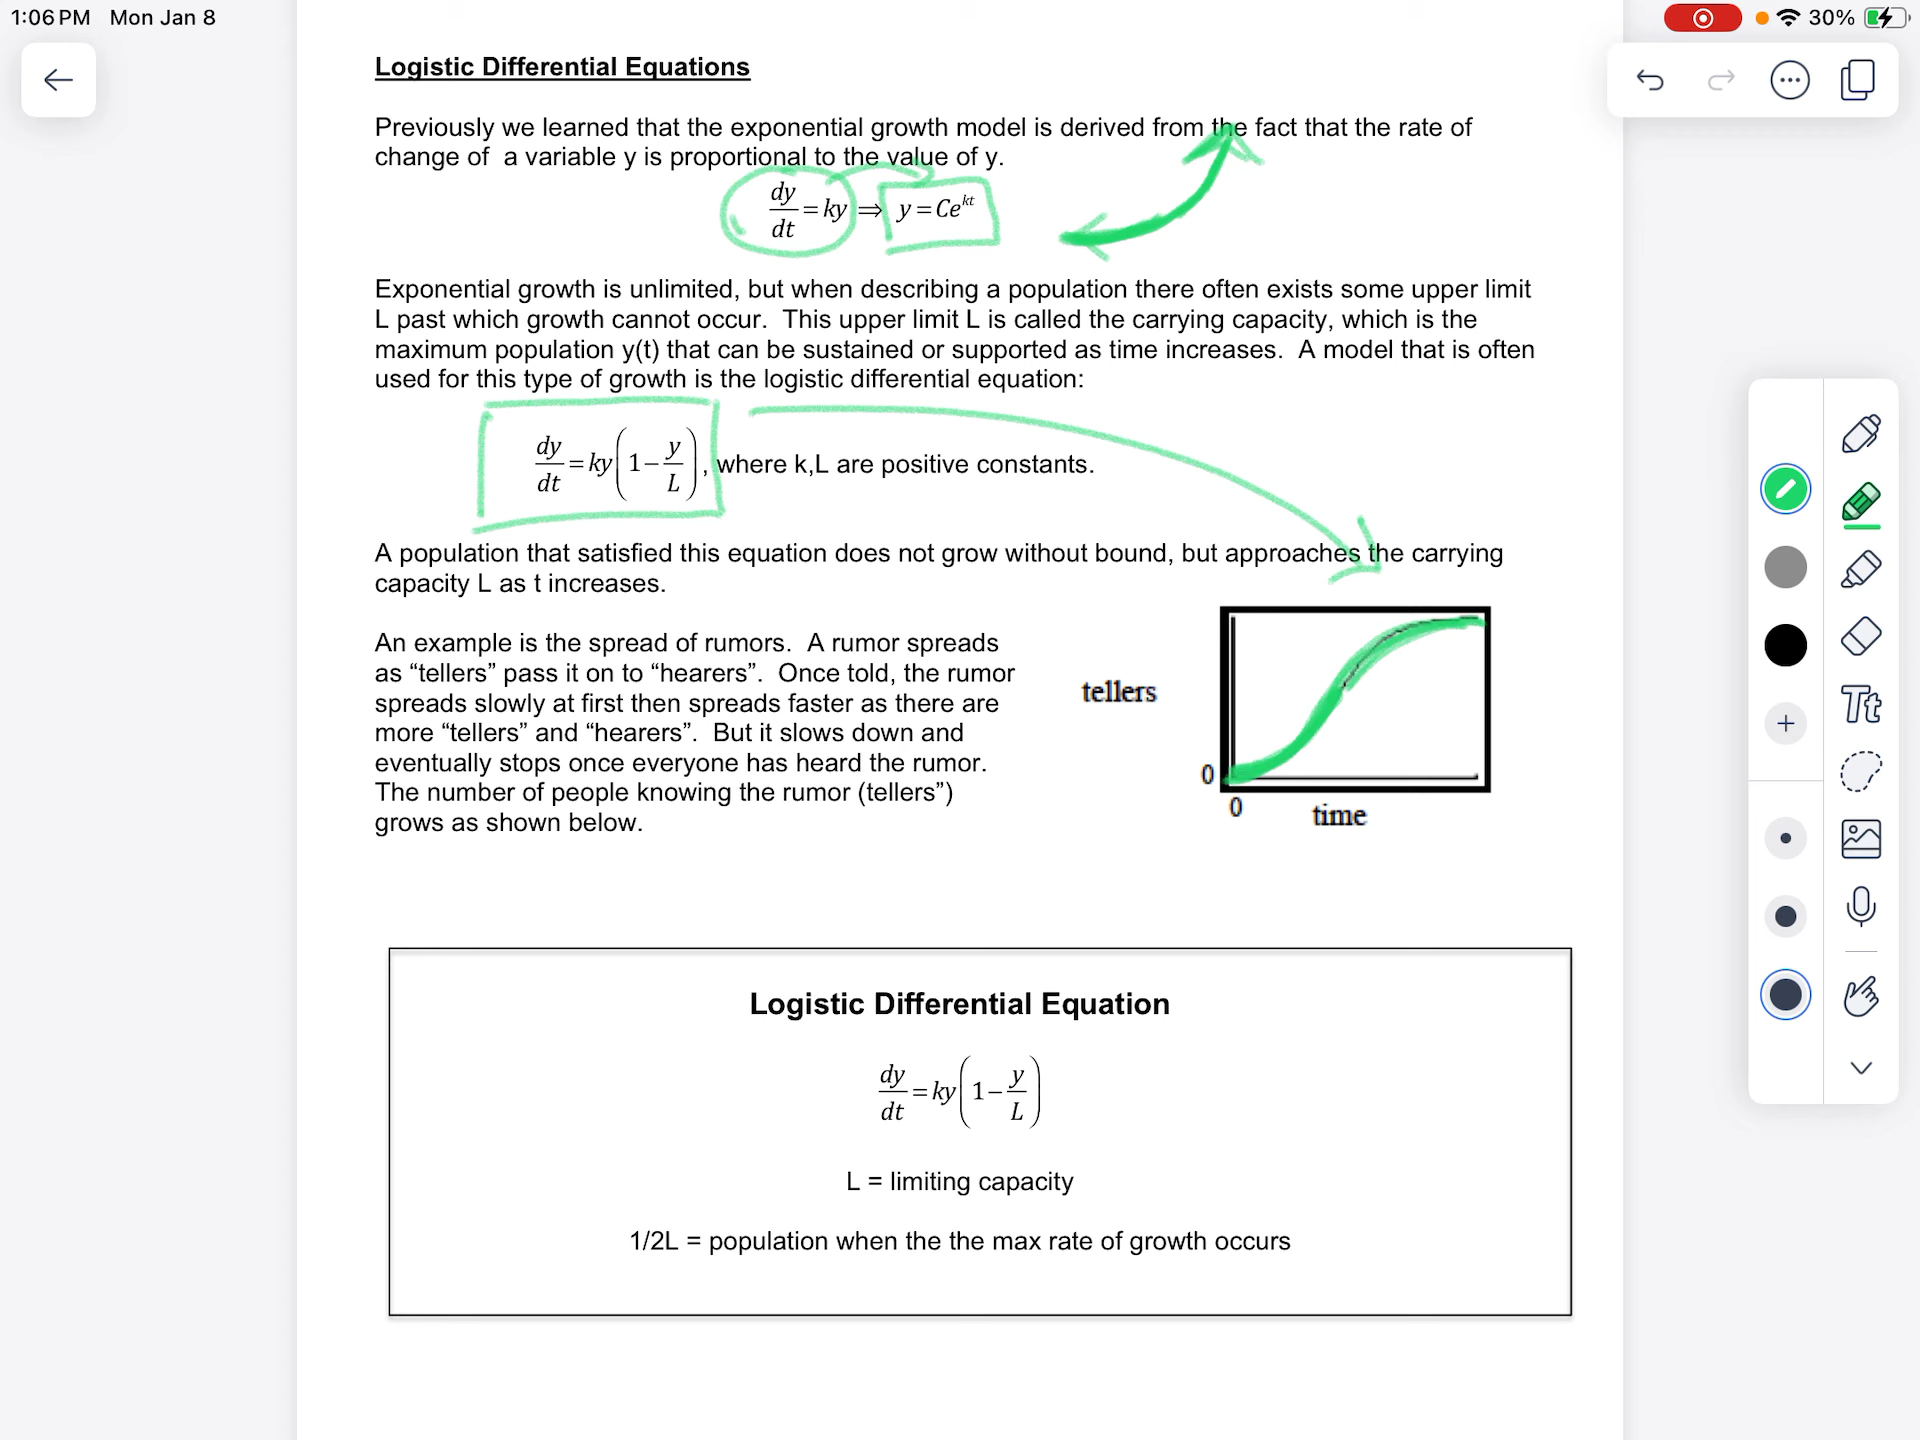 1:06 PM Mon Jan 8
30%
Logistic Differential Equations
Previously we learned that the exponential growth model is derived from the fact that the rate of
change of a variable y is proportional to the value of y.
dy/dt = ky ⇒ y = Ce^{kt}
Exponential growth is unlimited, but when describing a population there often exists some upper limit
L past which growth cannot occur. This upper limit L is called the carrying capacity, which is the
maximum population y(t) that can be sustained or supported as time increases. A model that is often
used for this type of growth is the logistic differential equation:
dy/dt = ky(1 − y/L), where k,L are positive constants.
A population that satisfied this equation does not grow without bound, but approaches the carrying
capacity L as t increases.
An example is the spread of rumors. A rumor spreads
as “tellers” pass it on to “hearers”. Once told, the rumor
spreads slowly at first then spreads faster as there are
more “tellers” and “hearers”. But it slows down and
eventually stops once everyone has heard the rumor.
The number of people knowing the rumor (tellers”)
grows as shown below.
tellers
0
0
time
Logistic Differential Equation
dy/dt = ky(1 − y/L)
L = limiting capacity
1/2L = population when the the max rate of growth occurs
Tt